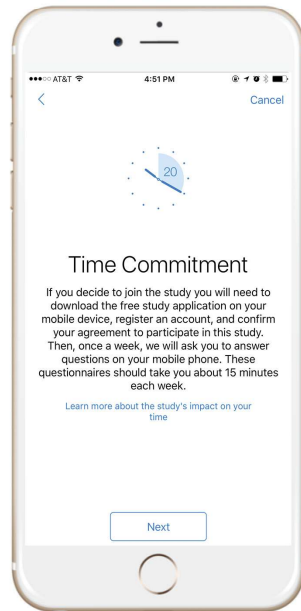 AT&T
4:51 PM
Cancel
20
Time Commitment
If you decide to join the study you will need to
download the free study application on your
mobile device, register an account, and confirm
your agreement to participate in this study.
Then, once a week, we will ask you to answer
questions on your mobile phone. These
questionnaires should take you about 15 minutes
each week.
Learn more about the study's impact on your
time
Next